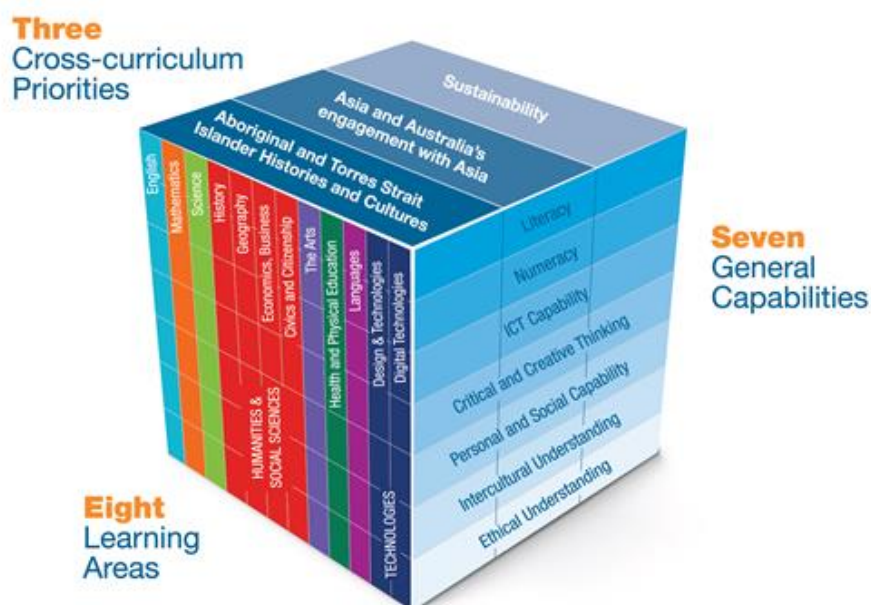 Three
Cross-curriculum
Priorities
Sustainability
Asia and Australia's
engagement with Asia
Aboriginal and Torres Strait
Islander Histories and Cultures
English
Mathematics
Science
History
Geography
Economics, Business
Civics and Citizenship
HUMANITIES &
SOCIAL SCIENCES
The Arts
Health and Physical Education
Languages
Design & Technologies
Digital Technologies
TECHNOLOGIES
Literacy
Numeracy
ICT Capability
Critical and Creative Thinking
Personal and Social Capability
Intercultural Understanding
Ethical Understanding
Seven
General
Capabilities
Eight
Learning
Areas